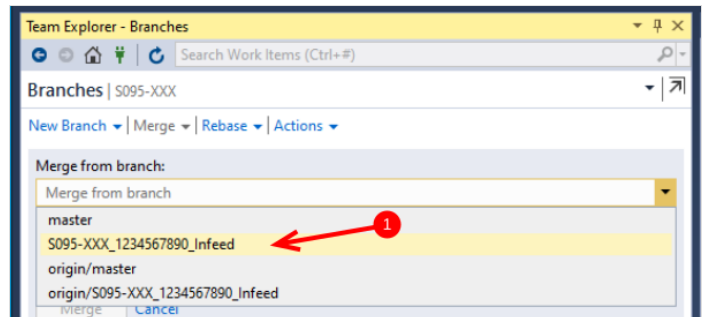 Team Explorer - Branches
Search Work Items (Ctrl+#)
Branches | S095-XXX
New Branch | Merge | Rebase | Actions
Merge from branch:
Merge from branch
master
1
S095-XXX_1234567890_Infeed
origin/master
origin/S095-XXX_1234567890_Infeed
Merge Cancel